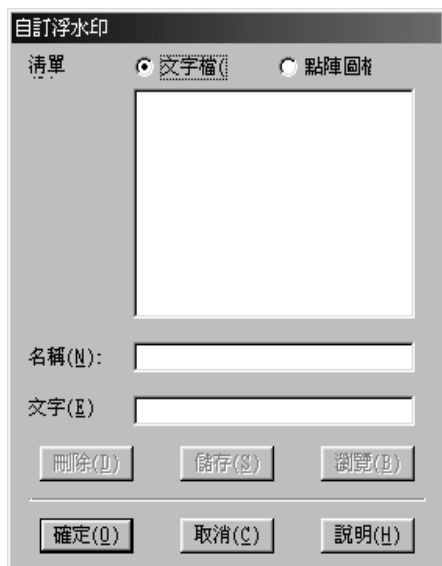 自訂浮水印
清單 文字檔( 點陣圖檔
名稱(N):
文字(E)
刪除(D) 儲存(S) 瀏覽(B)
確定(O) 取消(C) 說明(H)